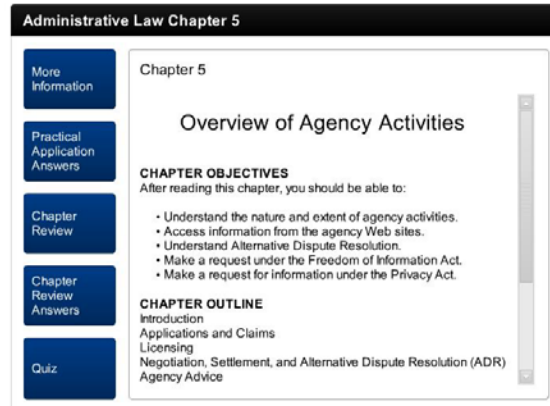 Administrative Law Chapter 5
More
Information
Practical
Application
Answers
Chapter
Review
Chapter
Review
Answers
Quiz
Chapter 5
Overview of Agency Activities
CHAPTER OBJECTIVES
After reading this chapter, you should be able to:
• Understand the nature and extent of agency activities.
• Access information from the agency Web sites.
• Understand Alternative Dispute Resolution.
• Make a request under the Freedom of Information Act.
• Make a request for information under the Privacy Act.
CHAPTER OUTLINE
Introduction
Applications and Claims
Licensing
Negotiation, Settlement, and Alternative Dispute Resolution (ADR)
Agency Advice